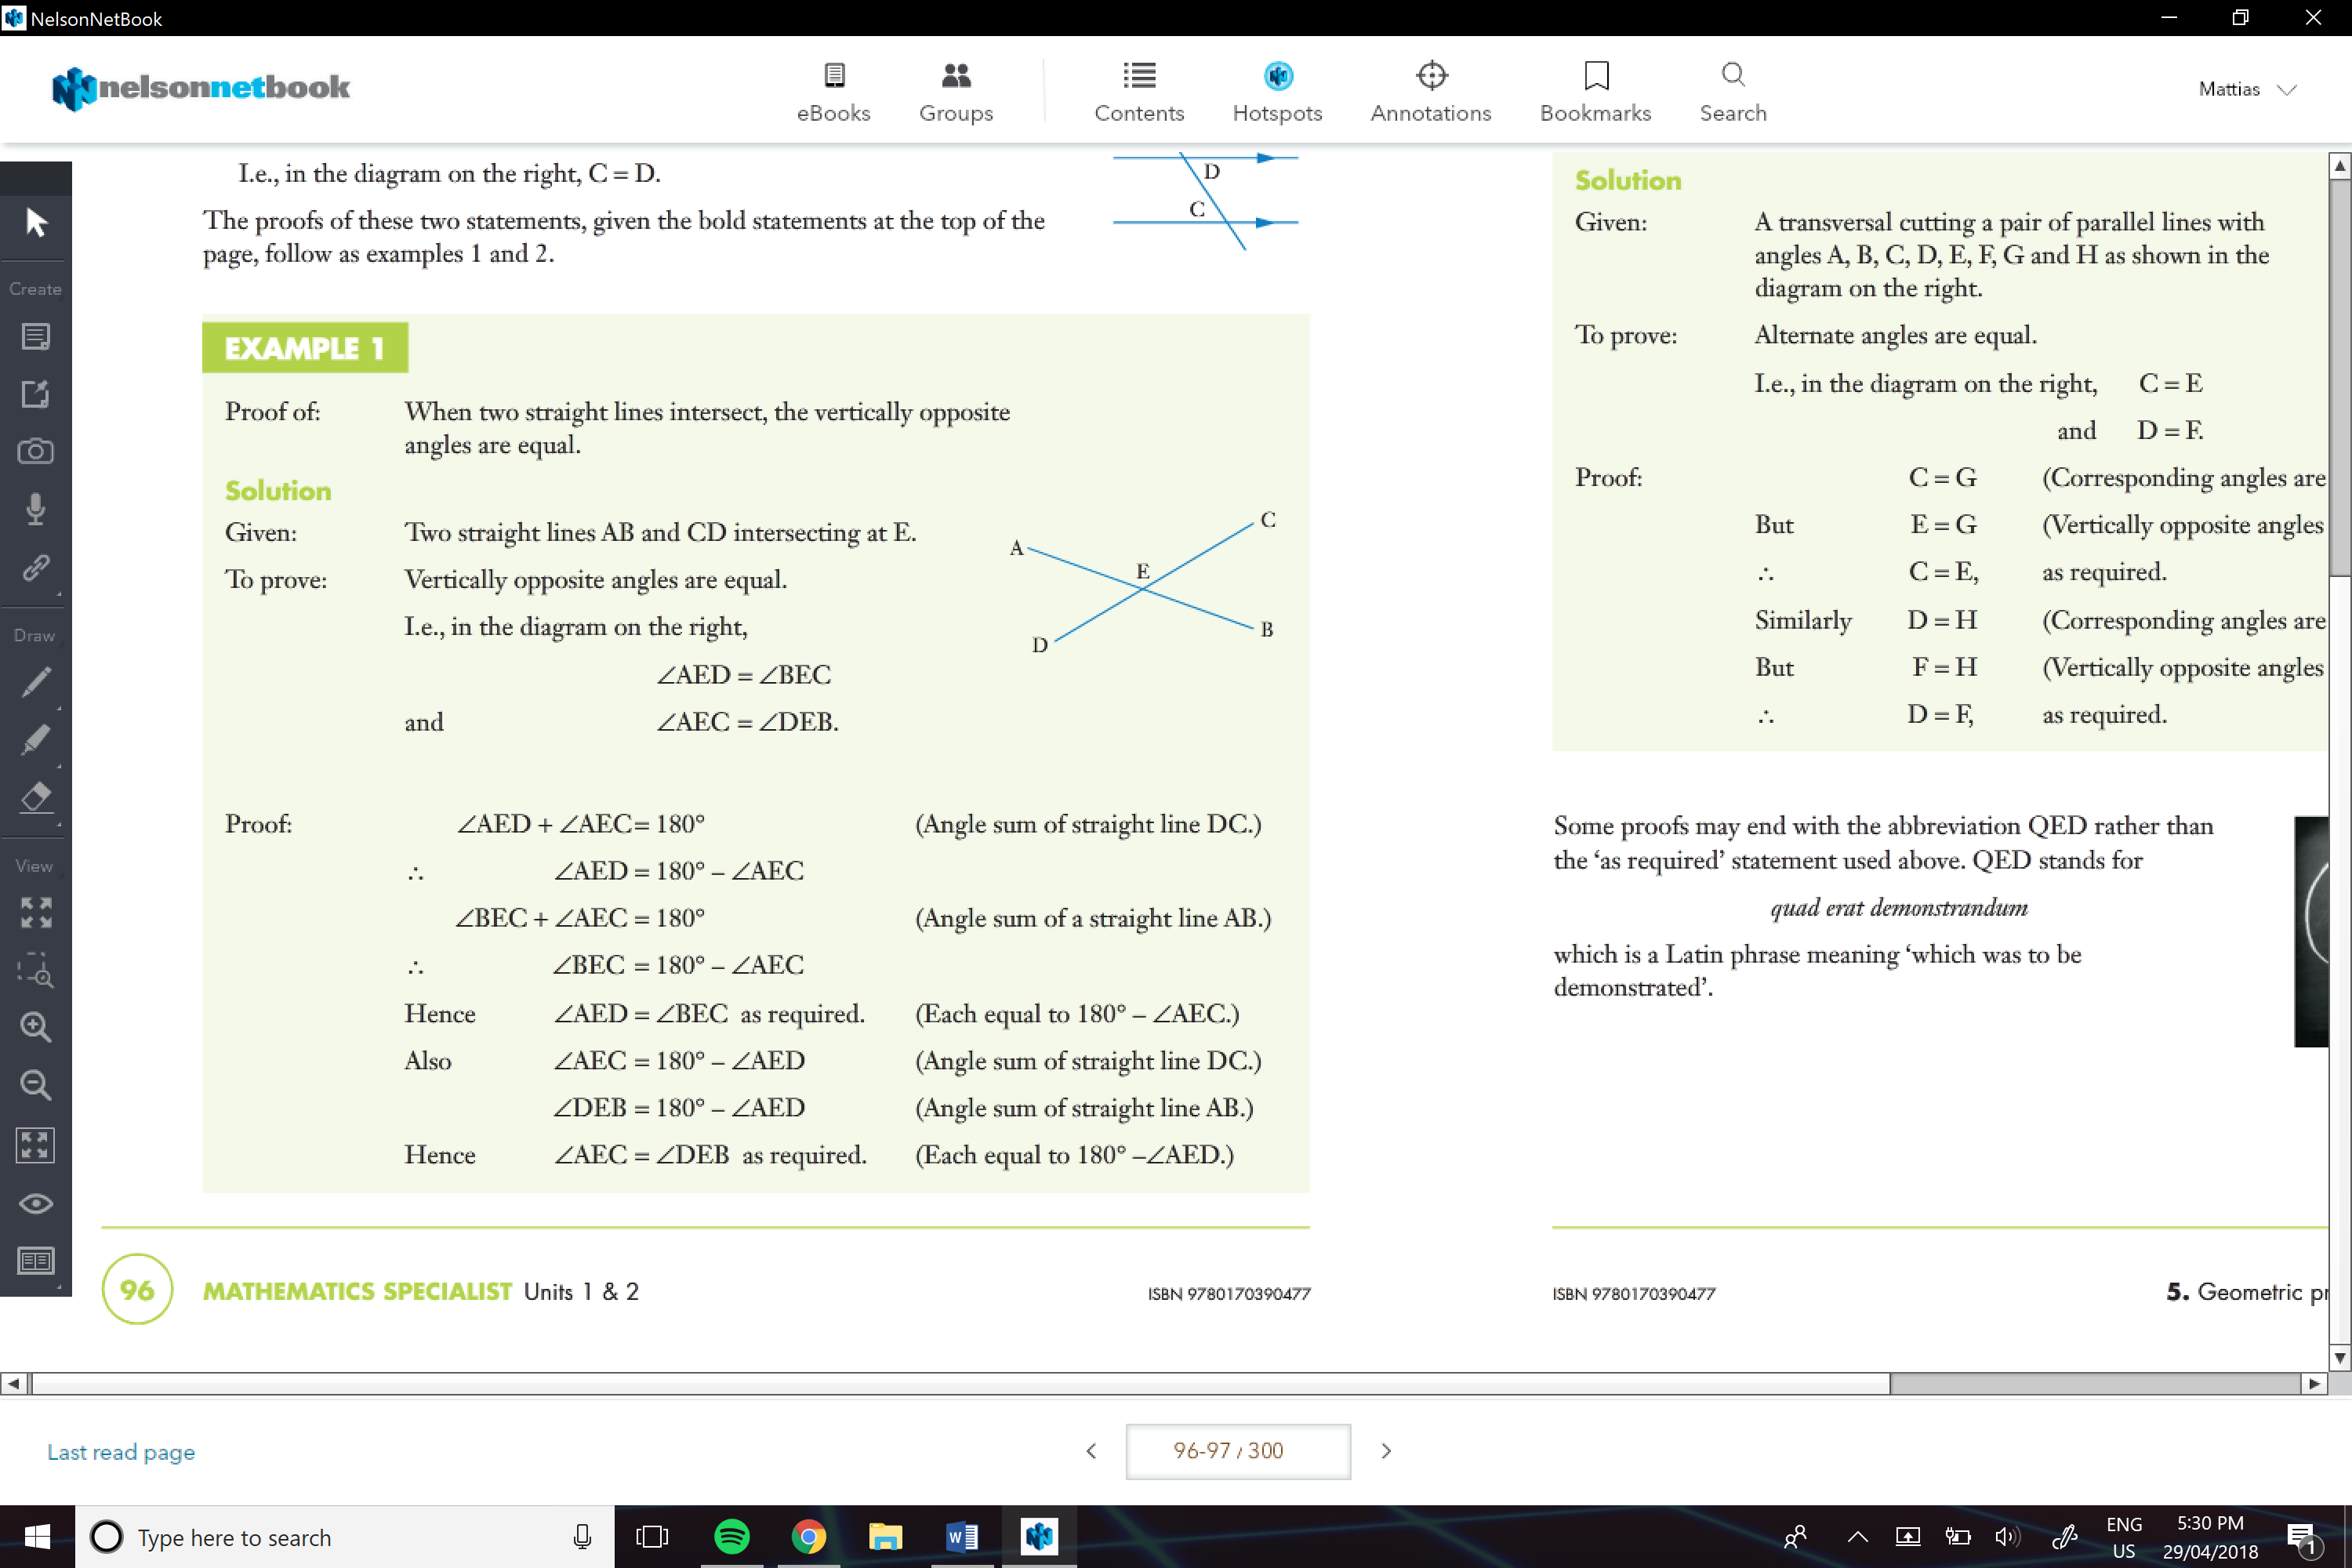 NelsonNetBook
nelsonnetbook
eBooks
Groups
Contents
Hotspots
Annotations
Bookmarks
Search
Mattias
Create
Draw
View
I.e., in the diagram on the right, C = D.
The proofs of these two statements, given the bold statements at the top of the
page, follow as examples 1 and 2.
D
C
EXAMPLE 1
Proof of: When two straight lines intersect, the vertically opposite
angles are equal.
Solution
Given: Two straight lines AB and CD intersecting at E.
To prove: Vertically opposite angles are equal.
I.e., in the diagram on the right,
∠AED = ∠BEC
and ∠AEC = ∠DEB.
A
C
E
D
B
Proof: ∠AED + ∠AEC= 180° (Angle sum of straight line DC.)
∴ ∠AED = 180° – ∠AEC
∠BEC + ∠AEC = 180° (Angle sum of a straight line AB.)
∴ ∠BEC = 180° – ∠AEC
Hence ∠AED = ∠BEC as required. (Each equal to 180° – ∠AEC.)
Also ∠AEC = 180° – ∠AED (Angle sum of straight line DC.)
∠DEB = 180° – ∠AED (Angle sum of straight line AB.)
Hence ∠AEC = ∠DEB as required. (Each equal to 180° –∠AED.)
96 MATHEMATICS SPECIALIST Units 1 & 2
ISBN 9780170390477
Solution
Given: A transversal cutting a pair of parallel lines with
angles A, B, C, D, E, F, G and H as shown in the
diagram on the right.
To prove: Alternate angles are equal.
I.e., in the diagram on the right, C = E
and D = F.
Proof: C = G (Corresponding angles are
But E = G (Vertically opposite angles
∴ C = E, as required.
Similarly D = H (Corresponding angles are
But F = H (Vertically opposite angles
∴ D = F, as required.
Some proofs may end with the abbreviation QED rather than
the ‘as required’ statement used above. QED stands for
quad erat demonstrandum
which is a Latin phrase meaning ‘which was to be
demonstrated’.
ISBN 9780170390477
5. Geometric pr
Last read page
96-97 / 300
Type here to search
ENG
US
5:30 PM
29/04/2018
1